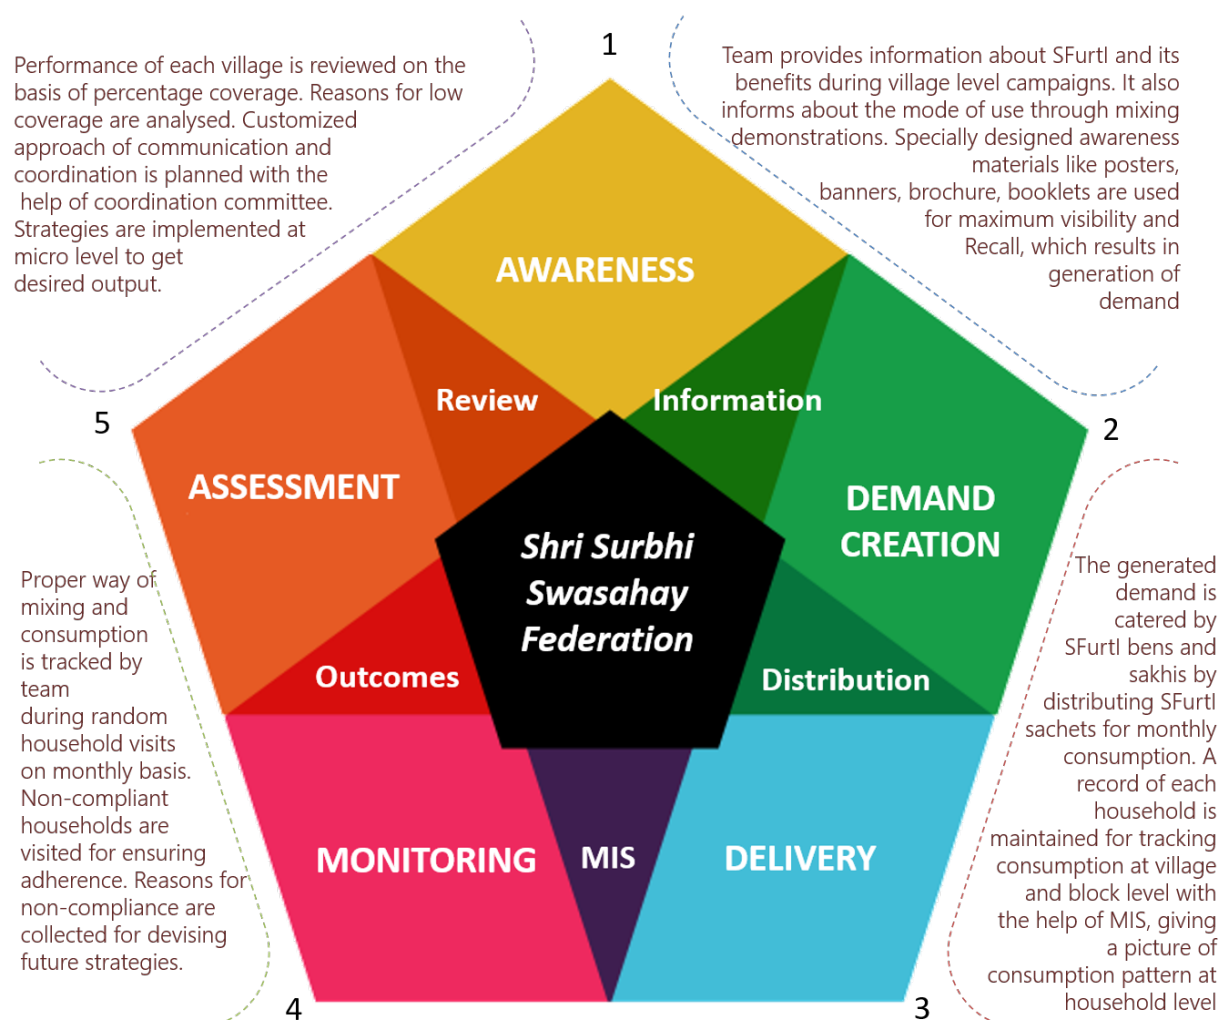 1
Performance of each village is reviewed on the
basis of percentage coverage. Reasons for low
coverage are analysed. Customized
approach of communication and
coordination is planned with the
help of coordination committee.
Strategies are implemented at
micro level to get
desired output.
Team provides information about SFurtI and its
benefits during village level campaigns. It also
informs about the mode of use through mixing
demonstrations. Specially designed awareness
materials like posters,
banners, brochure, booklets are used
for maximum visibility and
Recall, which results in
generation of
demand
AWARENESS
Review
Information
5
2
ASSESSMENT
DEMAND
CREATION
Shri Surbhi
Swasahay
Federation
Outcomes
Distribution
Proper way of
mixing and
consumption
is tracked by
team
during random
household visits
on monthly basis.
Non-compliant
households are
visited for ensuring
adherence. Reasons for
non-compliance are
collected for devising
future strategies.
The generated
demand is
catered by
SFurtI bens and
sakhis by
distributing SFurtI
sachets for monthly
consumption. A
record of each
household is
maintained for tracking
consumption at village
and block level with
the help of MIS, giving
a picture of
consumption pattern at
household level
MONITORING
MIS
DELIVERY
4
3